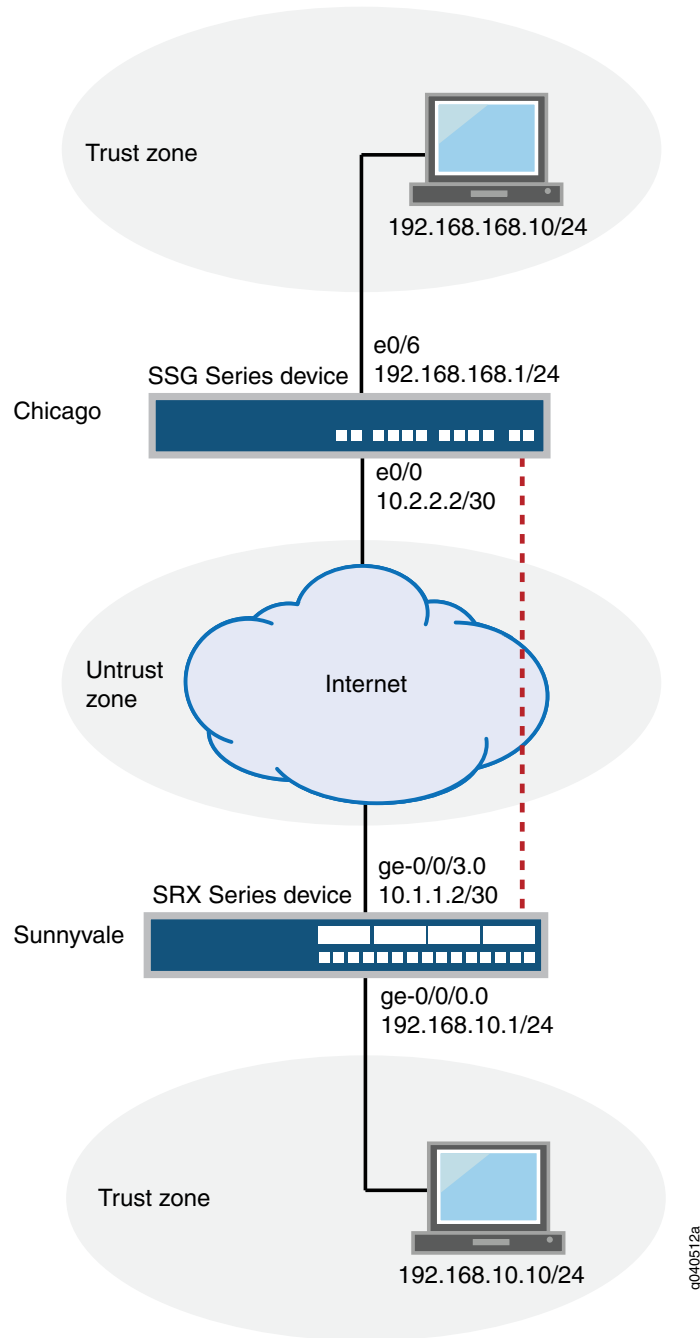 Trust zone
192.168.168.10/24
e0/6
SSG Series device
192.168.168.1/24
Chicago
e0/0
10.2.2.2/30
Untrust
zone
Internet
ge-0/0/3.0
SRX Series device
10.1.1.2/30
Sunnyvale
ge-0/0/0.0
192.168.10.1/24
Trust zone
192.168.10.10/24
g040512a